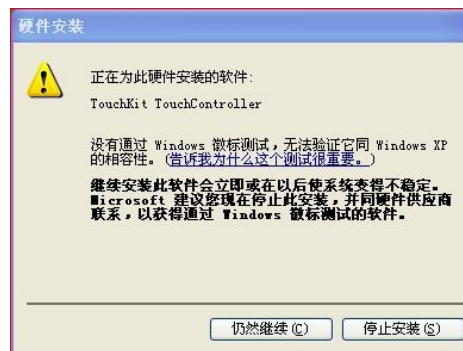 硬件安装
正在为此硬件安装的软件:
TouchKit TouchController
没有通过 Windows 徽标测试，无法验证它同 Windows XP
的相容性。(告诉我为什么这个测试很重要。)
继续安装此软件会立即或在以后使系统变得不稳定。
Microsoft 建议您现在停止此安装，并同硬件供应商
联系，以获得通过 Windows 徽标测试的软件。
仍然继续(C)
停止安装(S)